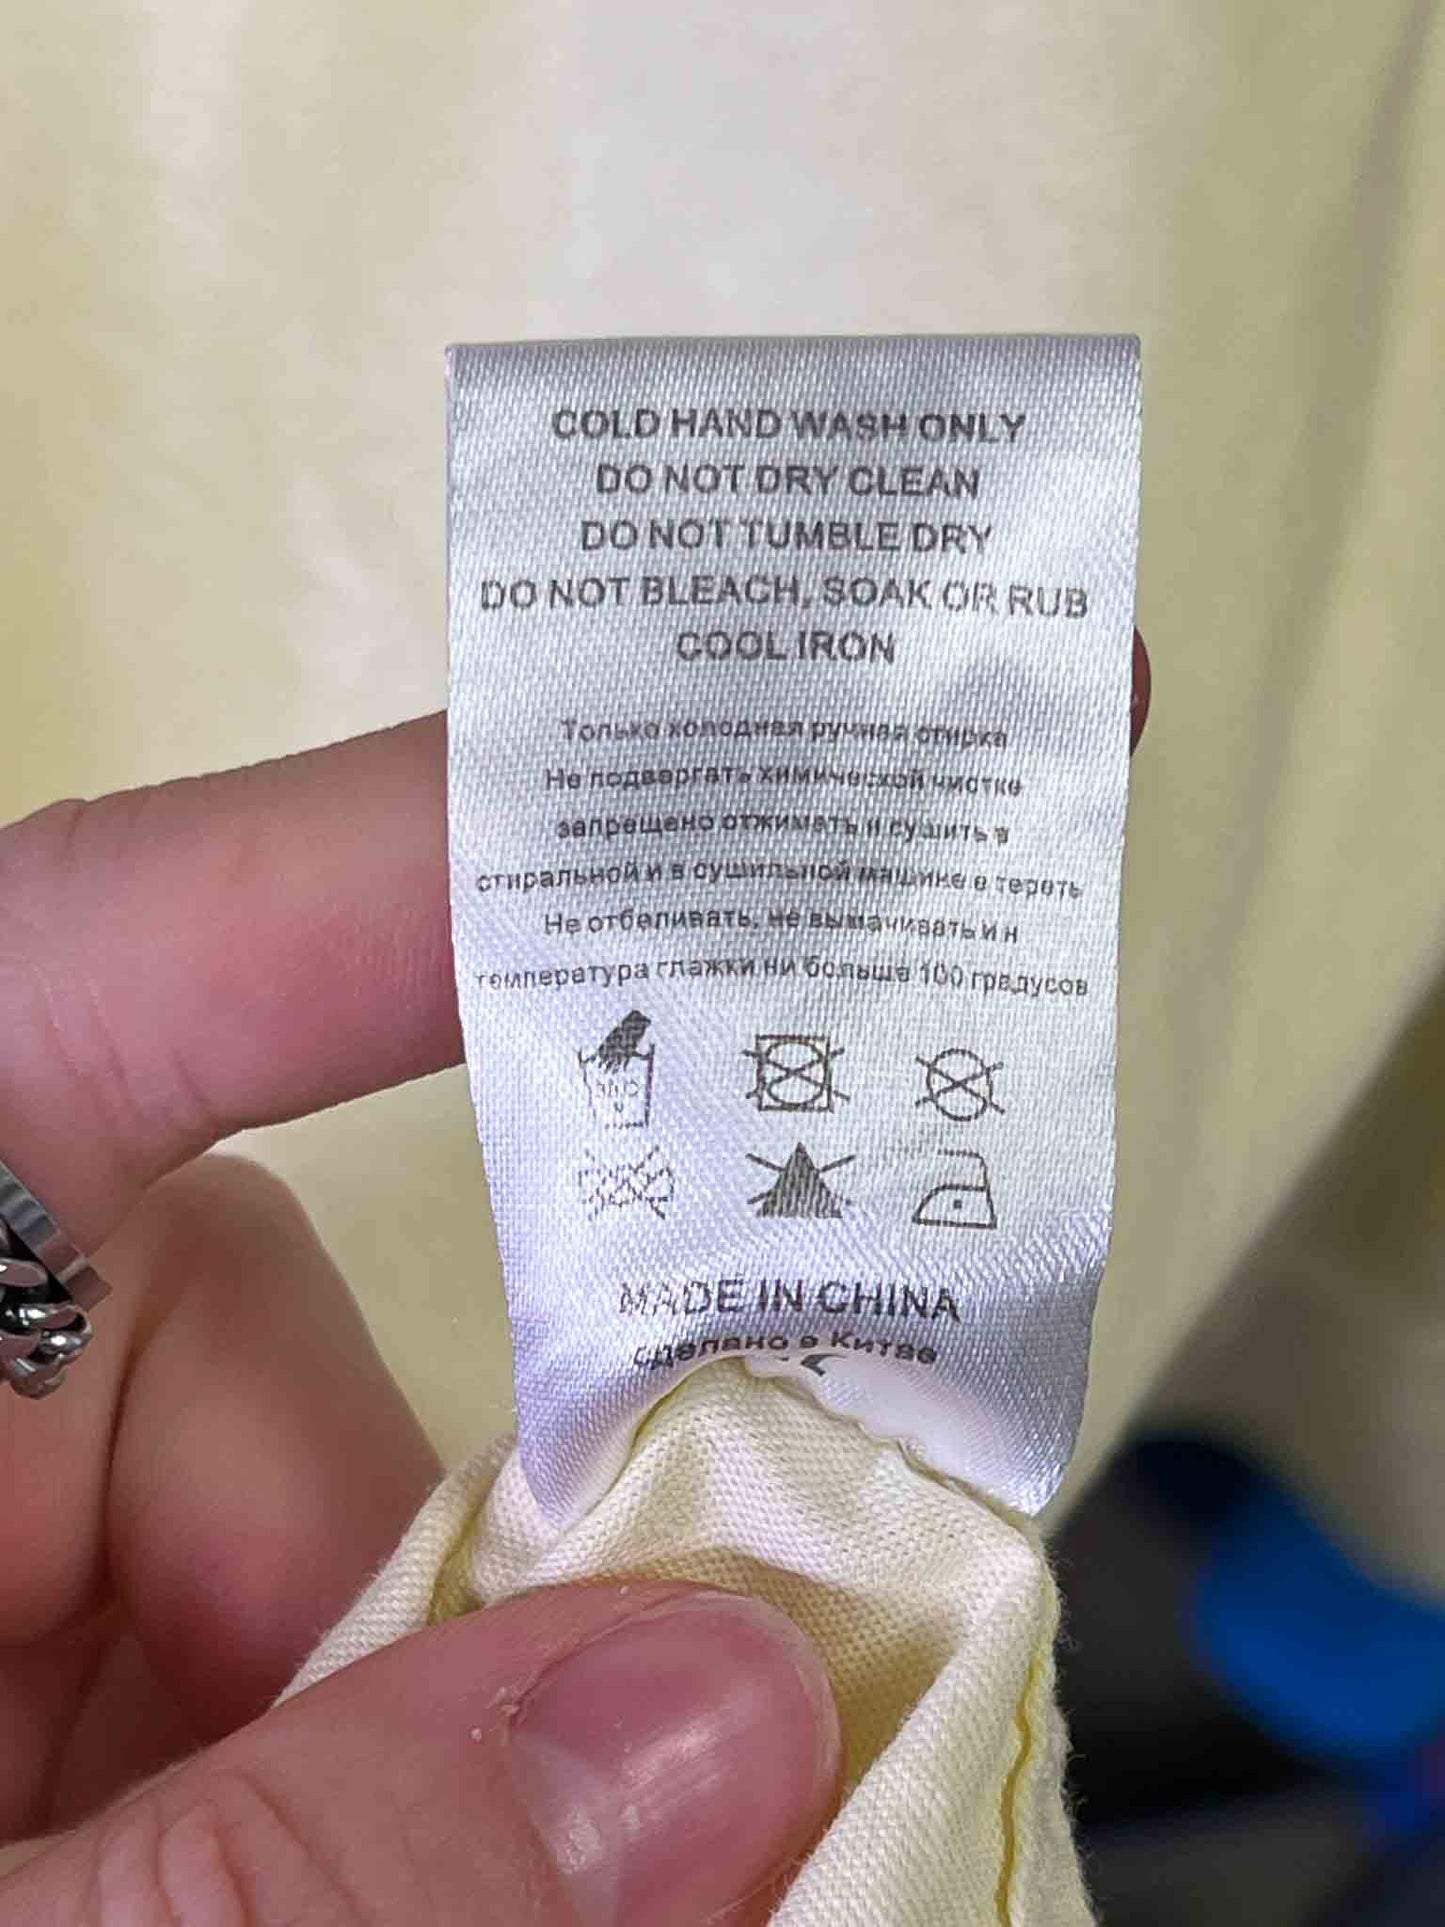 COLD HAND WASH ONLY
DO NOT DRY CLEAN
DO NOT TUMBLE DRY
DO NOT BLEACH, SOAK OR RUB
COOL IRON
Только холодная ручная стирка
Не подвергать химической чистке
запрещено отжимать и сушить в
стиральной и в сушильной машине е тереть
Не отбеливать, не вымачивать и н
температура глажки ни больше 100 градусов
MADE IN CHINA
сделано в Китае